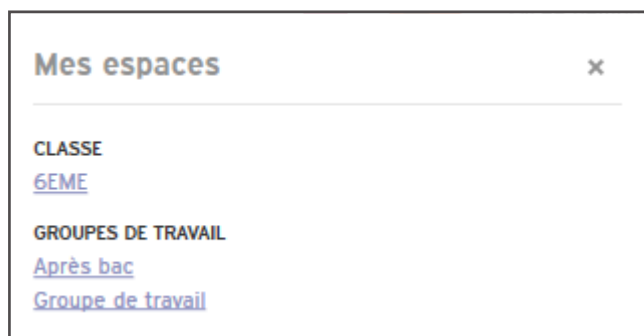 Mes espaces
CLASSE
6EME
GROUPES DE TRAVAIL
Après bac
Groupe de travail